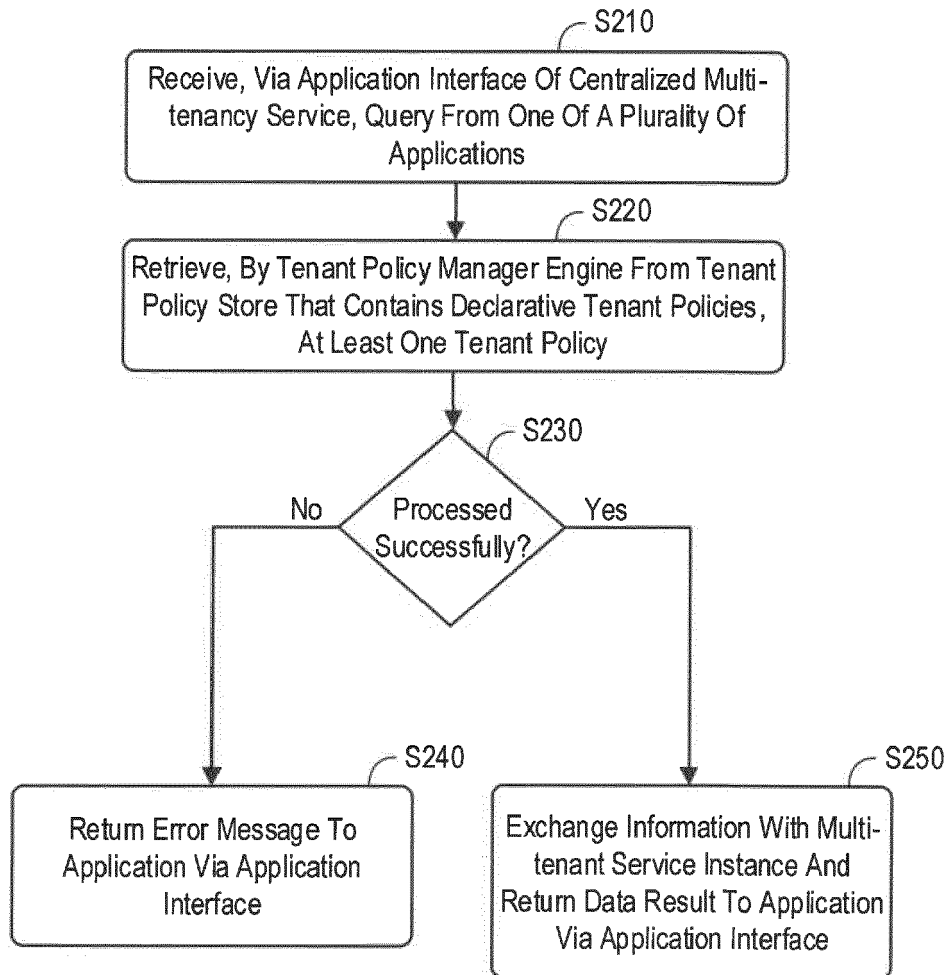 S210
Receive, Via Application Interface Of Centralized Multi-
tenancy Service, Query From One Of A Plurality Of
Applications
S220
Retrieve, By Tenant Policy Manager Engine From Tenant
Policy Store That Contains Declarative Tenant Policies,
At Least One Tenant Policy
S230
Processed
Successfully?
No
Yes
S240
Return Error Message To
Application Via Application
Interface
S250
Exchange Information With Multi-
tenant Service Instance And
Return Data Result To Application
Via Application Interface